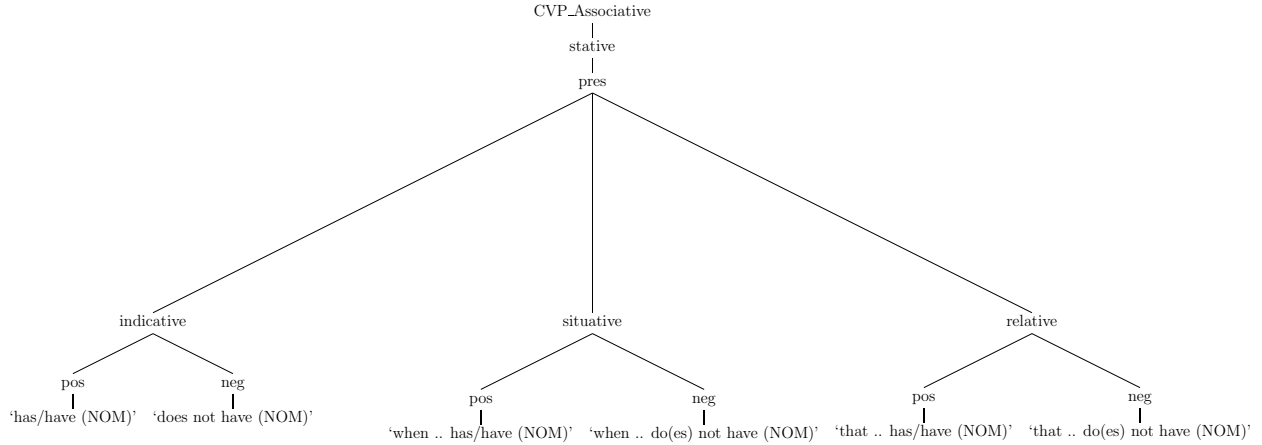 CVP_Associative
stative
pres
indicative situative relative
pos neg pos neg pos neg
‘has/have (NOM)’ ‘does not have (NOM)’ ‘when .. has/have (NOM)’ ‘when .. do(es) not have (NOM)’ ‘that .. has/have (NOM)’ ‘that .. do(es) not have (NOM)’